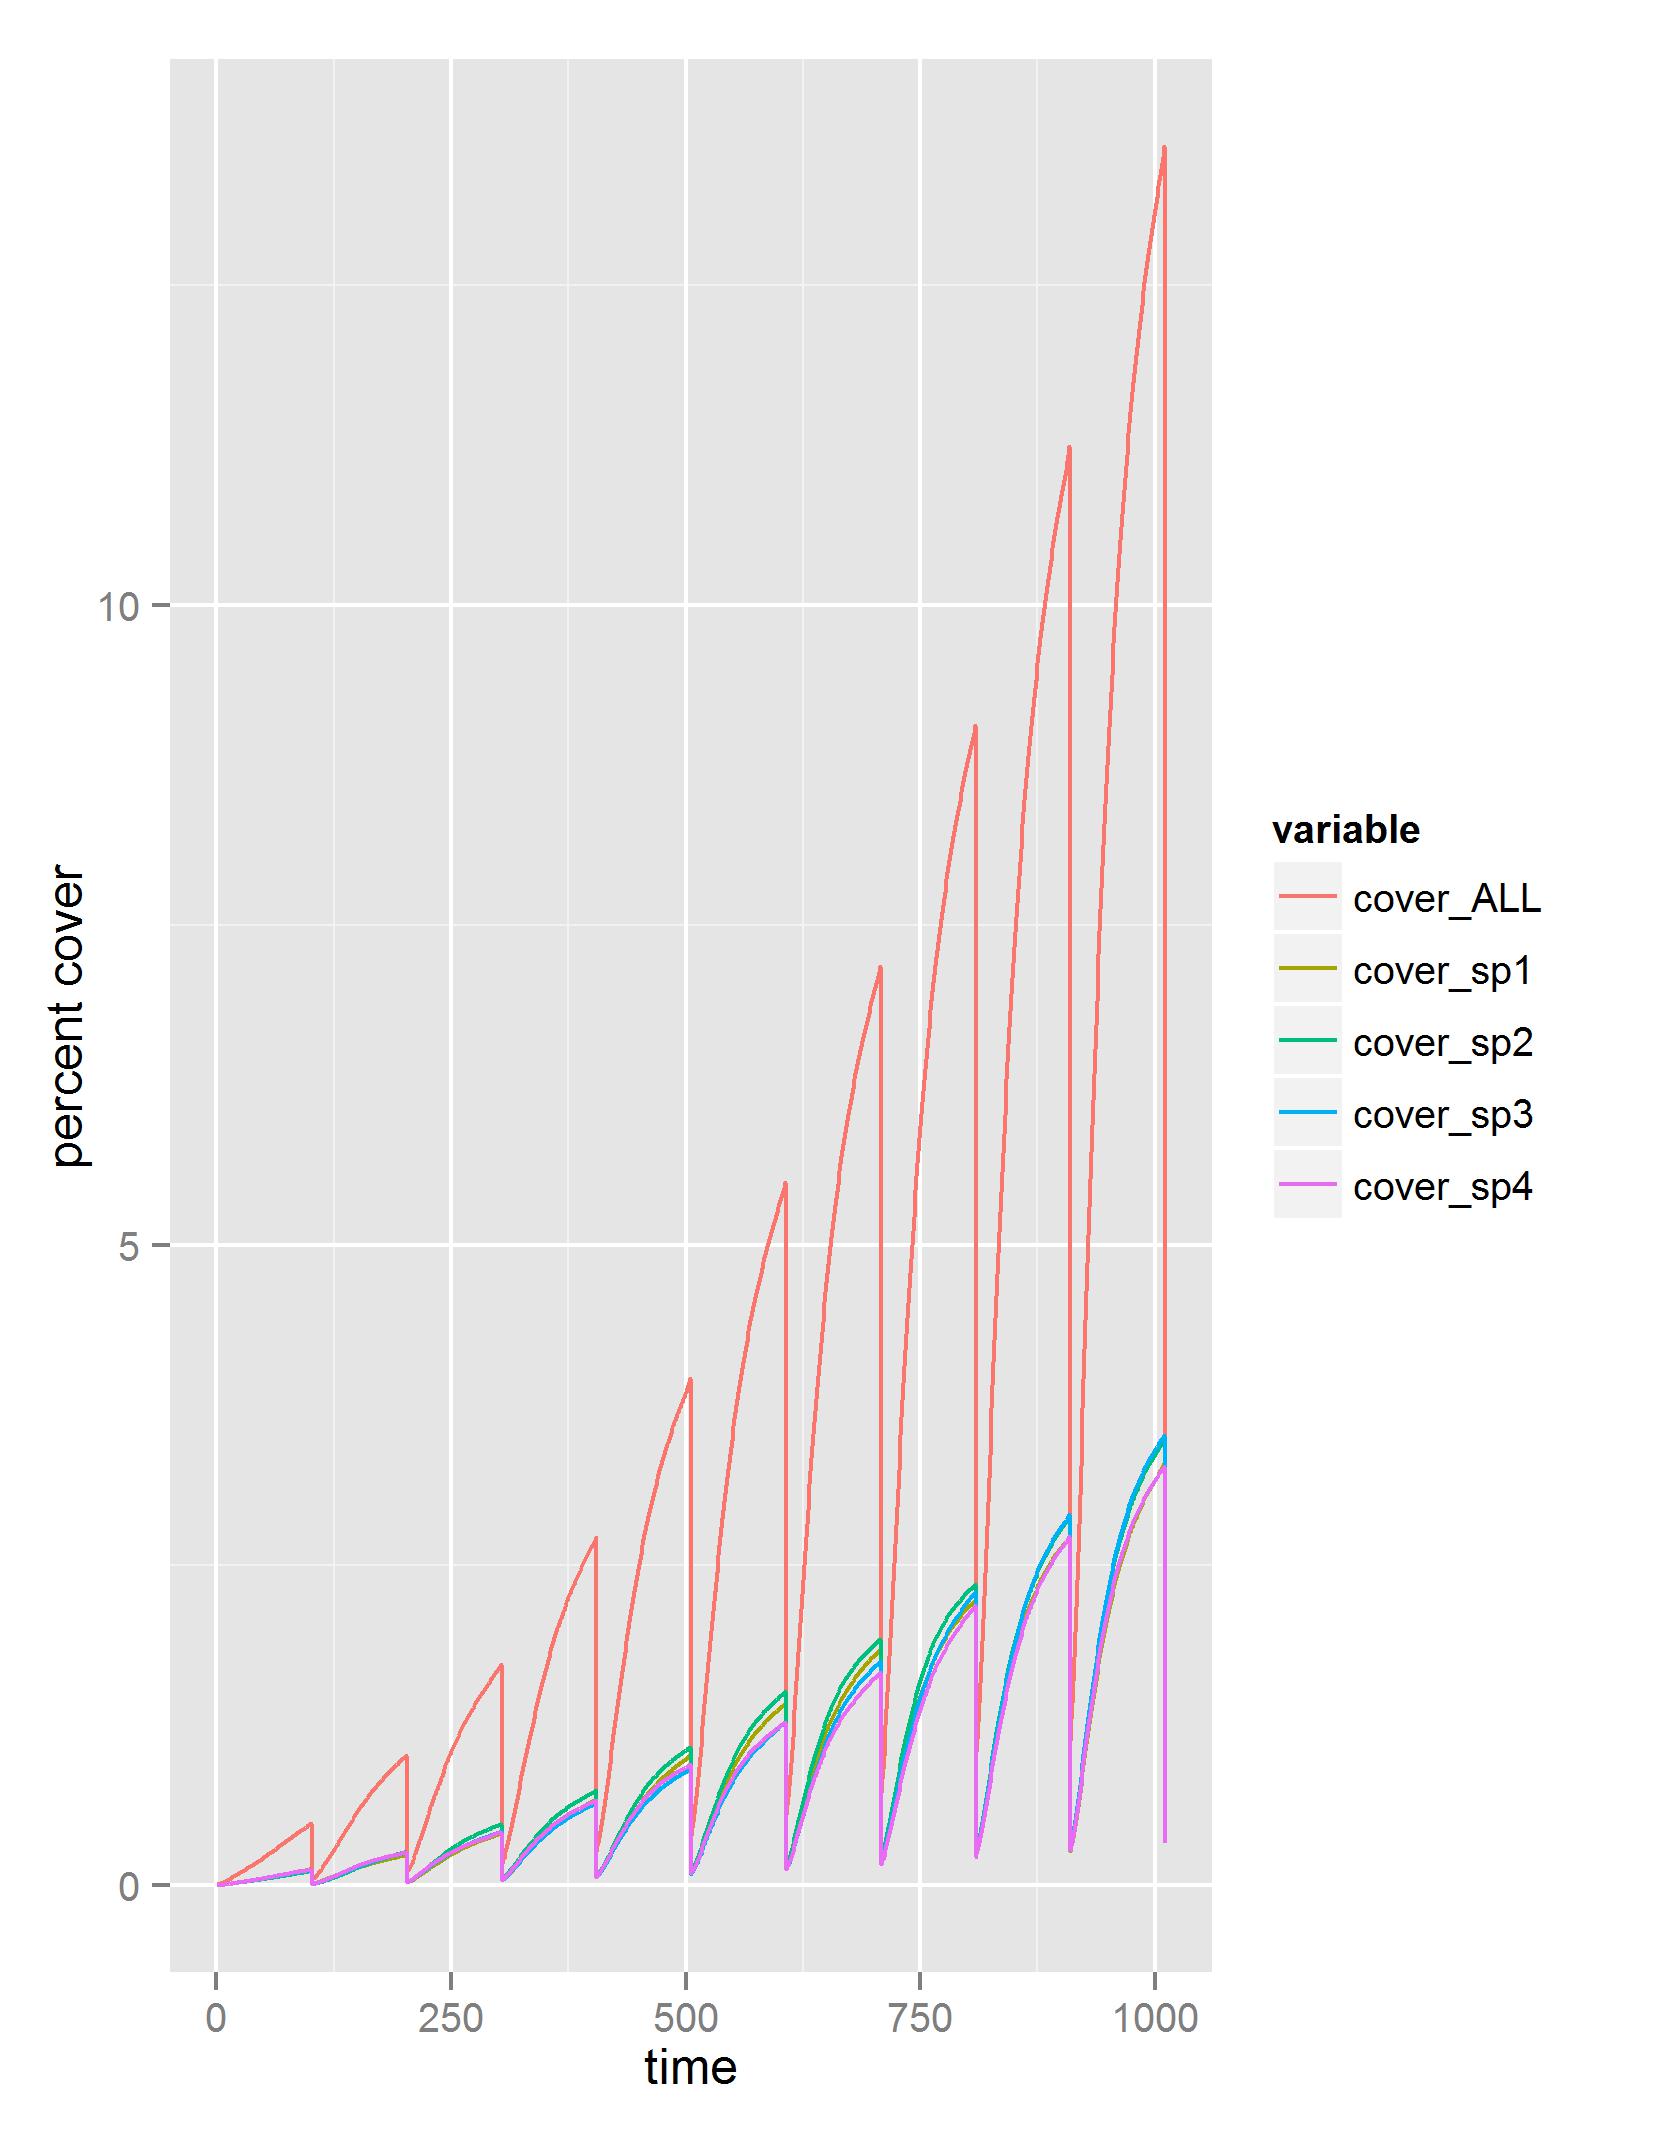 10
5
0
percent cover
0 250 500 750 1000
time
variable
cover_ALL
cover_sp1
cover_sp2
cover_sp3
cover_sp4